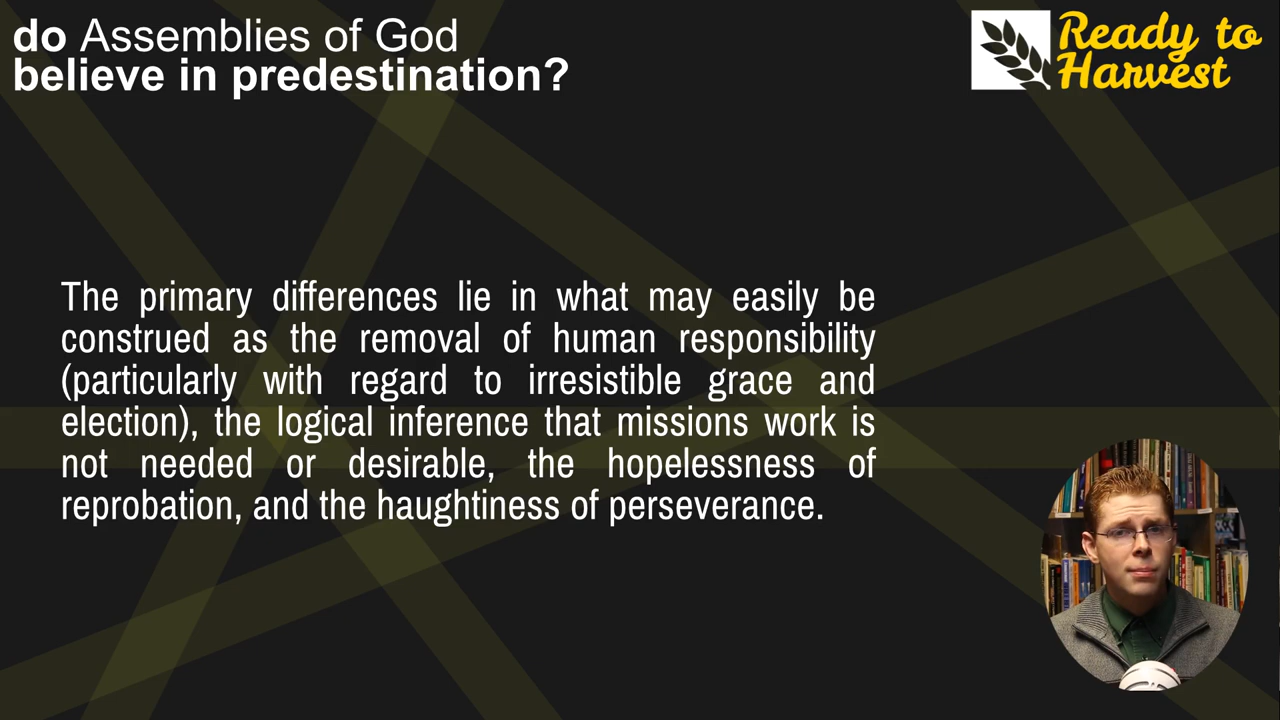 do Assemblies of God
believe in predestination?
Ready to
Harvest
The primary differences lie in what may easily be
construed as the removal of human responsibility
(particularly with regard to irresistible grace and
election), the logical inference that missions work is
not needed or desirable, the hopelessness of
reprobation, and the haughtiness of perseverance.